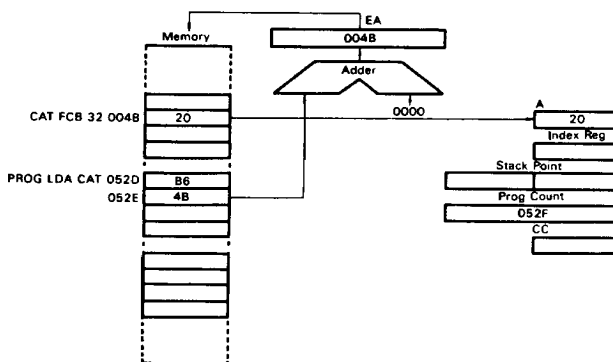 EA
Memory
004B
Adder
0000
A
CAT FCB 32 004B
20
20
Index Reg
Stack Point
PROG LDA CAT 052D
B6
Prog Count
052E
4B
052F
CC